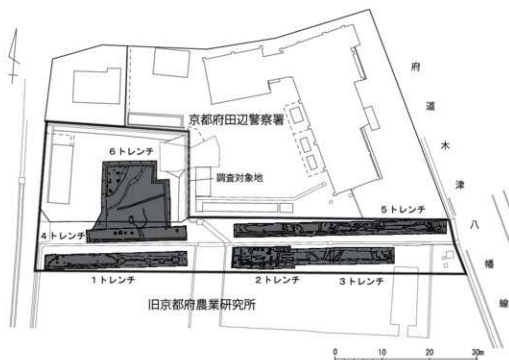 京都府田辺警察署
府道木津八幡線
6トレンチ
調査対象地
5トレンチ
4トレンチ
1トレンチ
2トレンチ
3トレンチ
旧京都府農業研究所
0 10 20 30m